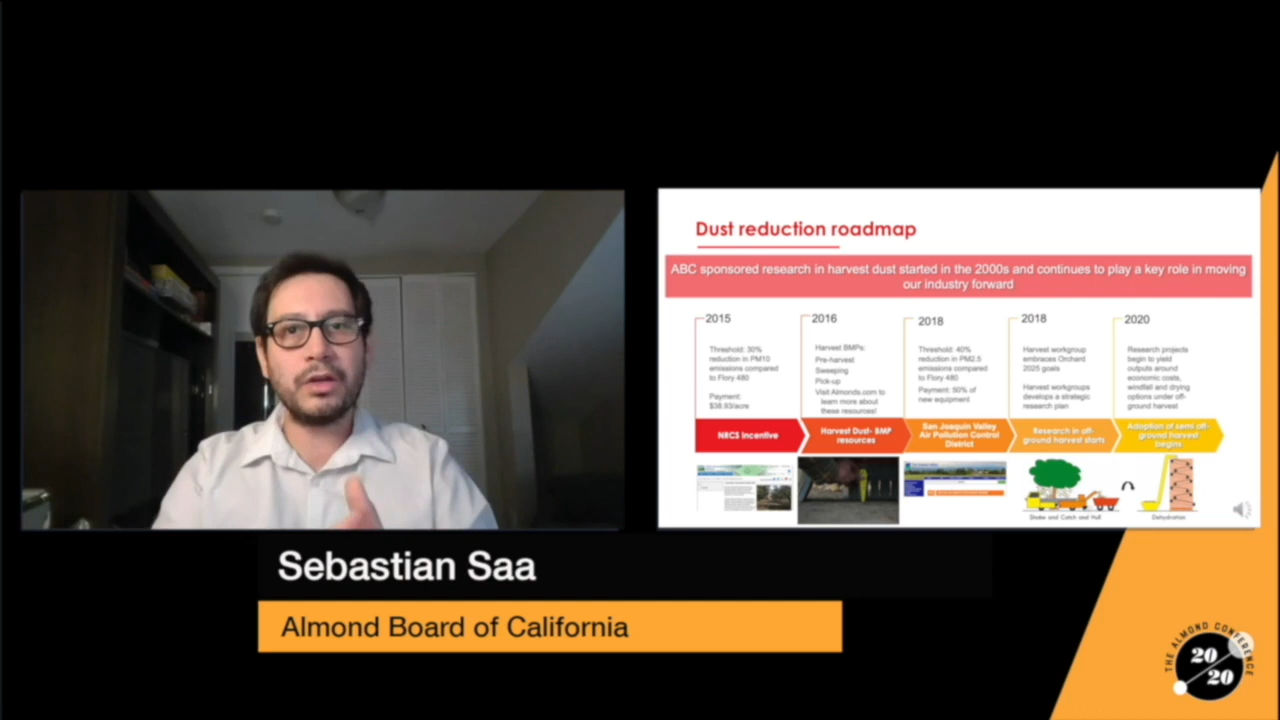 Dust reduction roadmap
ABC sponsored research in harvest dust started in the 2000s and continues to play a key role in moving
our industry forward
2015
Threshold: 30%
reduction in PM10
emissions compared
to Flory 480
Payment:
$38.93/acre
NRCS Incentive
2016
Harvest BMPs:
Pre-harvest
Sweeping
Pick-up
Visit Almonds.com to
learn more about
these resources!
Harvest Dust- BMP
resources
2018
Threshold: 40%
reduction in PM2.5
emissions compared
to Flory 480
Payment: 50% of
new equipment
San Joaquin Valley
Air Pollution Control
District
2018
Harvest workgroup
embraces Orchard
2025 goals
Harvest workgroups
develops a strategic
research plan
Research in off-
ground harvest starts
2020
Research projects
begin to yield
outputs around
economic costs,
windfall and drying
options under off-
ground harvest
Adoption of semi off-
ground harvest
begins
Shake and Catch and Hull
Dehydration
Sebastian Saa
Almond Board of California
THE ALMOND CONFERENCE
20
20